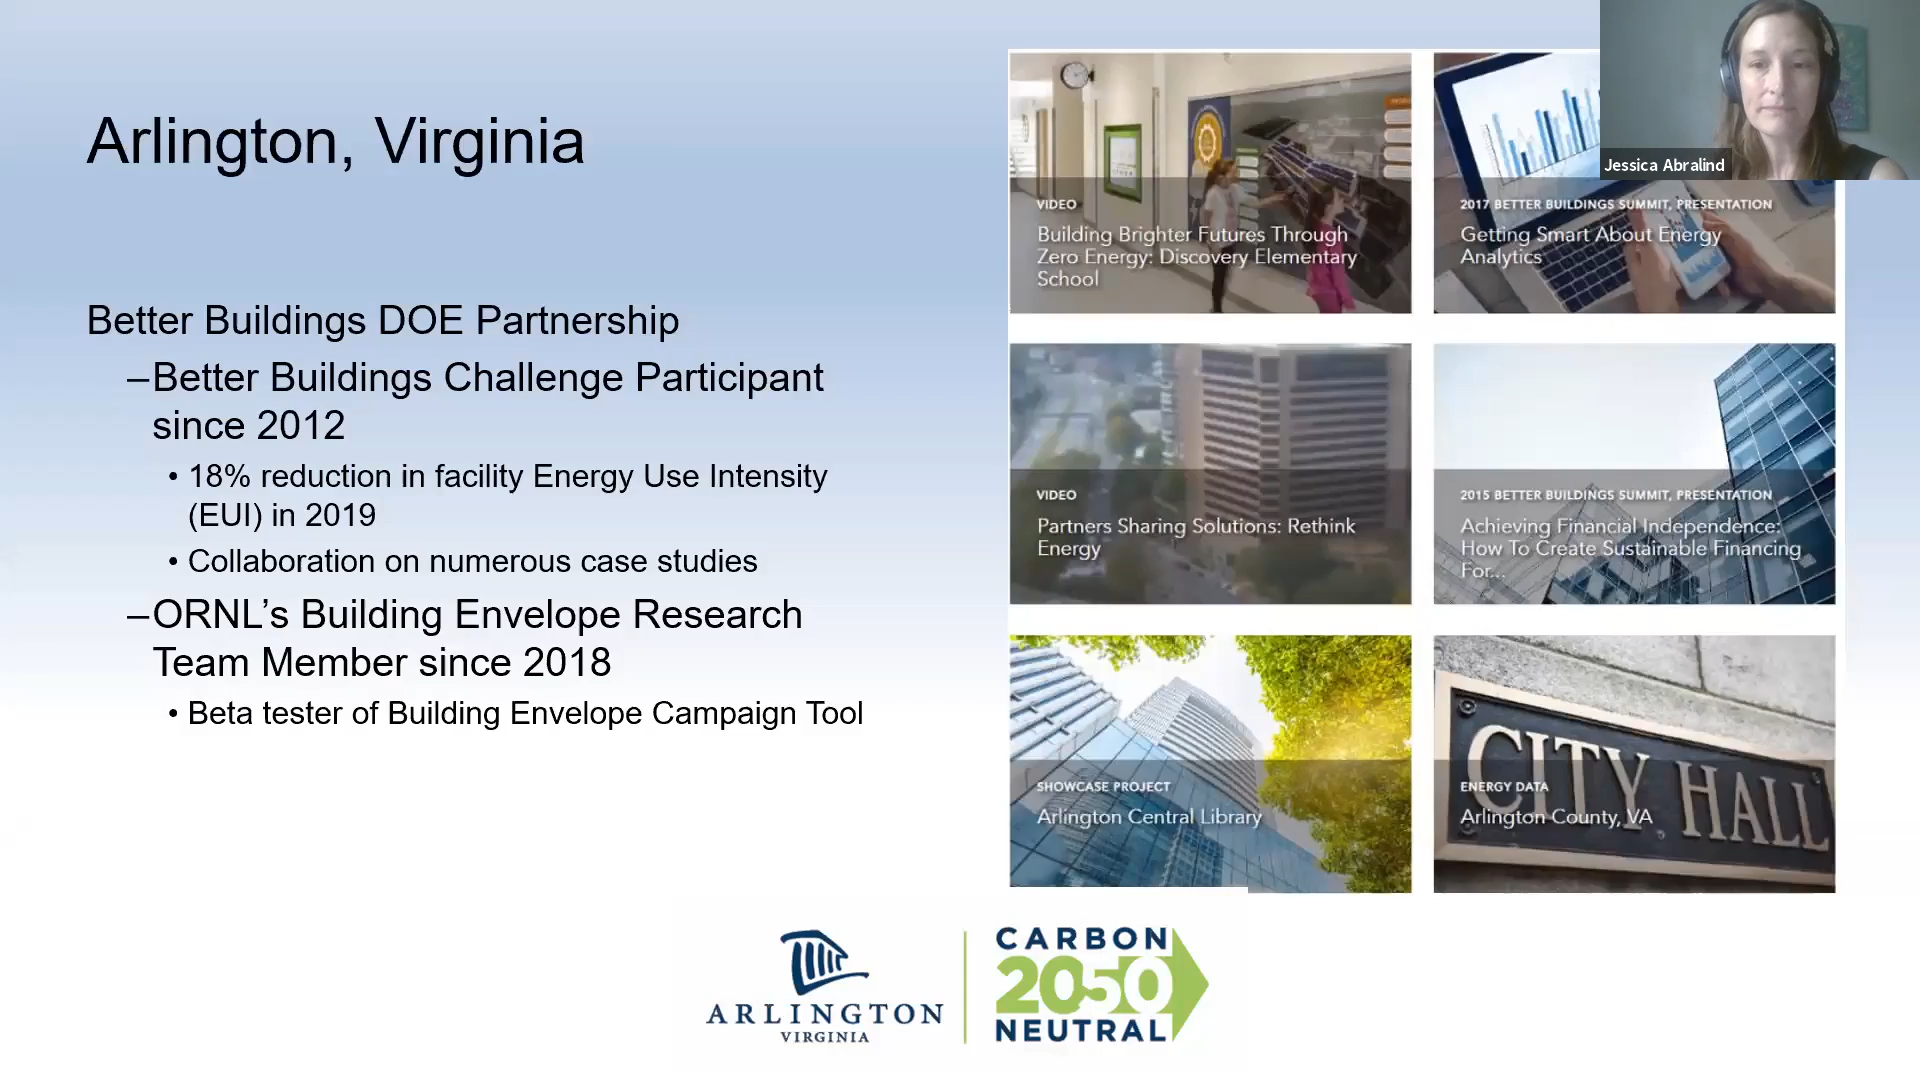 Arlington, Virginia
Better Buildings DOE Partnership
–Better Buildings Challenge Participant
since 2012
• 18% reduction in facility Energy Use Intensity
(EUI) in 2019
• Collaboration on numerous case studies
–ORNL’s Building Envelope Research
Team Member since 2018
• Beta tester of Building Envelope Campaign Tool
VIDEO
Building Brighter Futures Through
Zero Energy: Discovery Elementary
School
2017 BETTER BUILDINGS SUMMIT, PRESENTATION
Getting Smart About Energy
Analytics
VIDEO
Partners Sharing Solutions: Rethink
Energy
2015 BETTER BUILDINGS SUMMIT, PRESENTATION
Achieving Financial Independence:
How To Create Sustainable Financing
For...
SHOWCASE PROJECT
Arlington Central Library
ENERGY DATA
Arlington County, VA
CITY HALL
Jessica Abralind
ARLINGTON
VIRGINIA
CARBON
2050
NEUTRAL